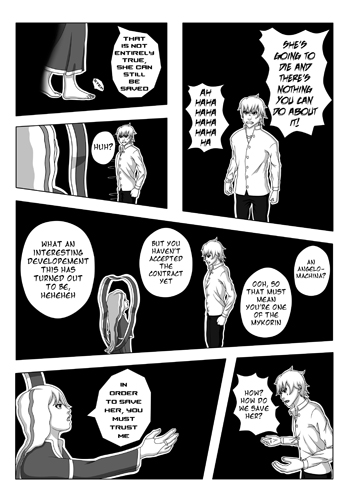 SHE'S
GOING TO
DIE AND
THERE'S
NOTHING
YOU CAN
DO ABOUT
IT!
AH
HAHA
HAHA
HAHA
HAHA
HA
THAT
IS NOT
ENTIRELY
TRUE,
SHE CAN
STILL
BE
SAVED
HUH?
AN
ANGELO-
MACHINA?
OOH, SO
THAT MUST
MEAN
YOU'RE
ONE OF
THE
MYKORIN
BUT YOU
HAVEN'T
ACCEPTED
THE
CONTRACT
YET
WHAT AN
INTERESTING
DEVELOPEMENT
THIS HAS
TURNED OUT
TO BE,
HEHEHEH
HOW?
HOW DO
WE SAVE
HER?
IN
ORDER
TO SAVE
HER, YOU
MUST
TRUST
ME